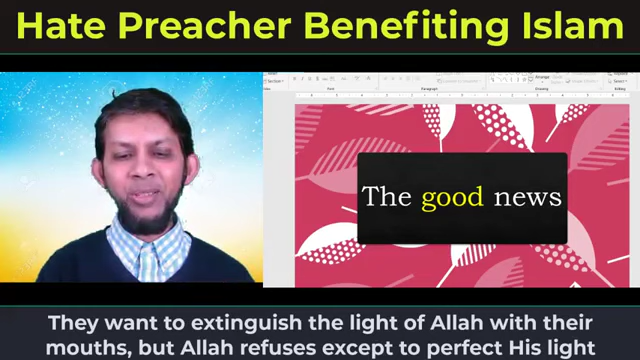 Hate Preacher Benefiting Islam
The good news
They want to extinguish the light of Allah with their
mouths, but Allah refuses except to perfect His light